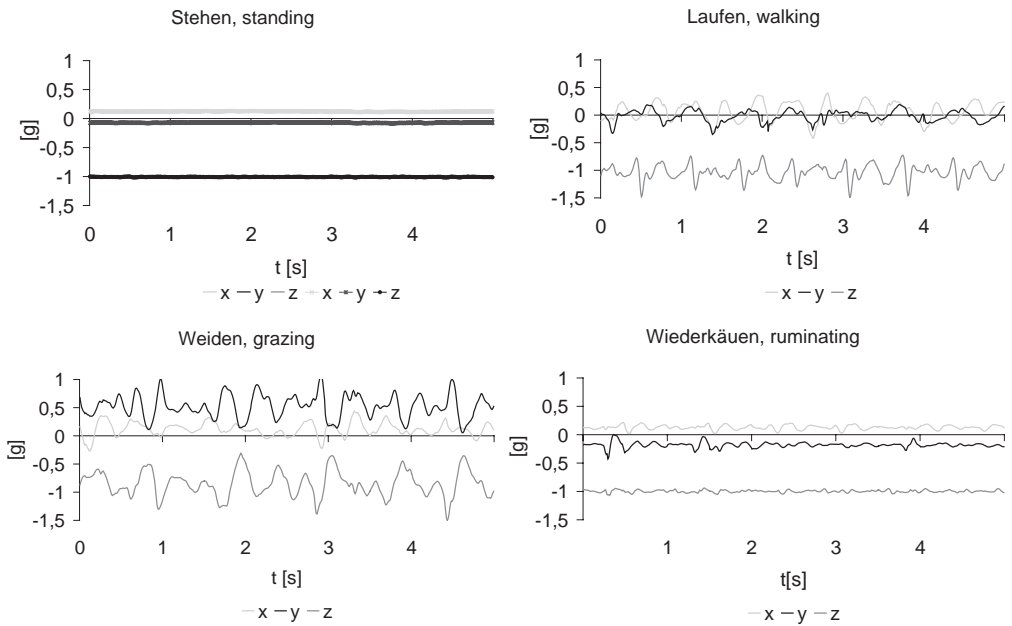 Stehen, standing
1
0,5
0
-0,5
-1
-1,5
[g]
0 1 2 3 4
t [s]
x y z x y z
Laufen, walking
1
0,5
0
-0,5
-1
-1,5
[g]
0 1 2 3 4
t [s]
x y z
Weiden, grazing
1
0,5
0
-0,5
-1
-1,5
[g]
0 1 2 3 4
t [s]
x y z
Wiederkäuen, ruminating
1
0,5
0
-0,5
-1
-1,5
[g]
1 2 3 4
t[s]
x y z